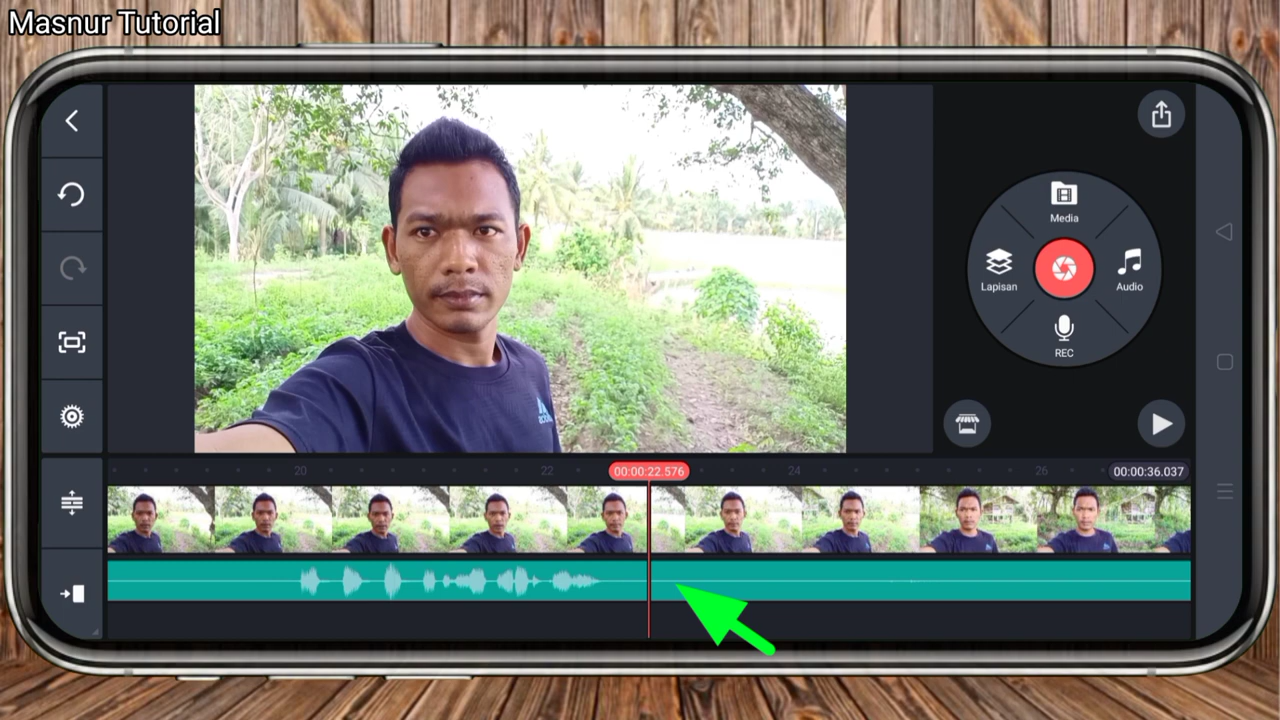 Masnur Tutorial
Media
Lapisan
Audio
REC
20
22
00:00:22.576
24
26
00:00:36.037